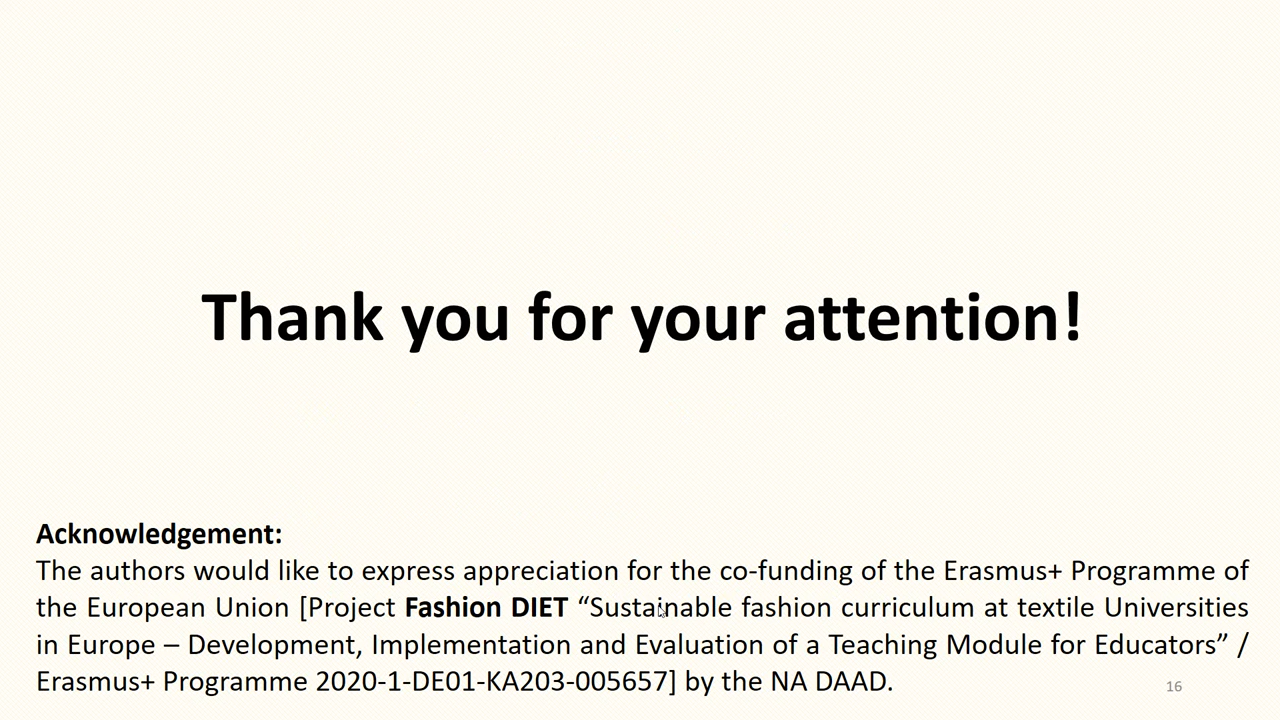 Thank you for your attention!
Acknowledgement:
The authors would like to express appreciation for the co-funding of the Erasmus+ Programme of
the European Union [Project Fashion DIET “Sustainable fashion curriculum at textile Universities
in Europe – Development, Implementation and Evaluation of a Teaching Module for Educators” /
Erasmus+ Programme 2020-1-DE01-KA203-005657] by the NA DAAD.
16